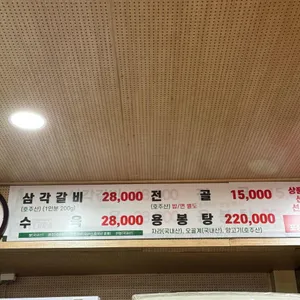 삼각갈비 28,000 전 골 15,000
(호주산) (1인분 200g) (호주산) 밥/면 별도
수 육 28,000 용봉탕 220,000
자라(국내산), 오골계(국내산), 양고기(호주산)